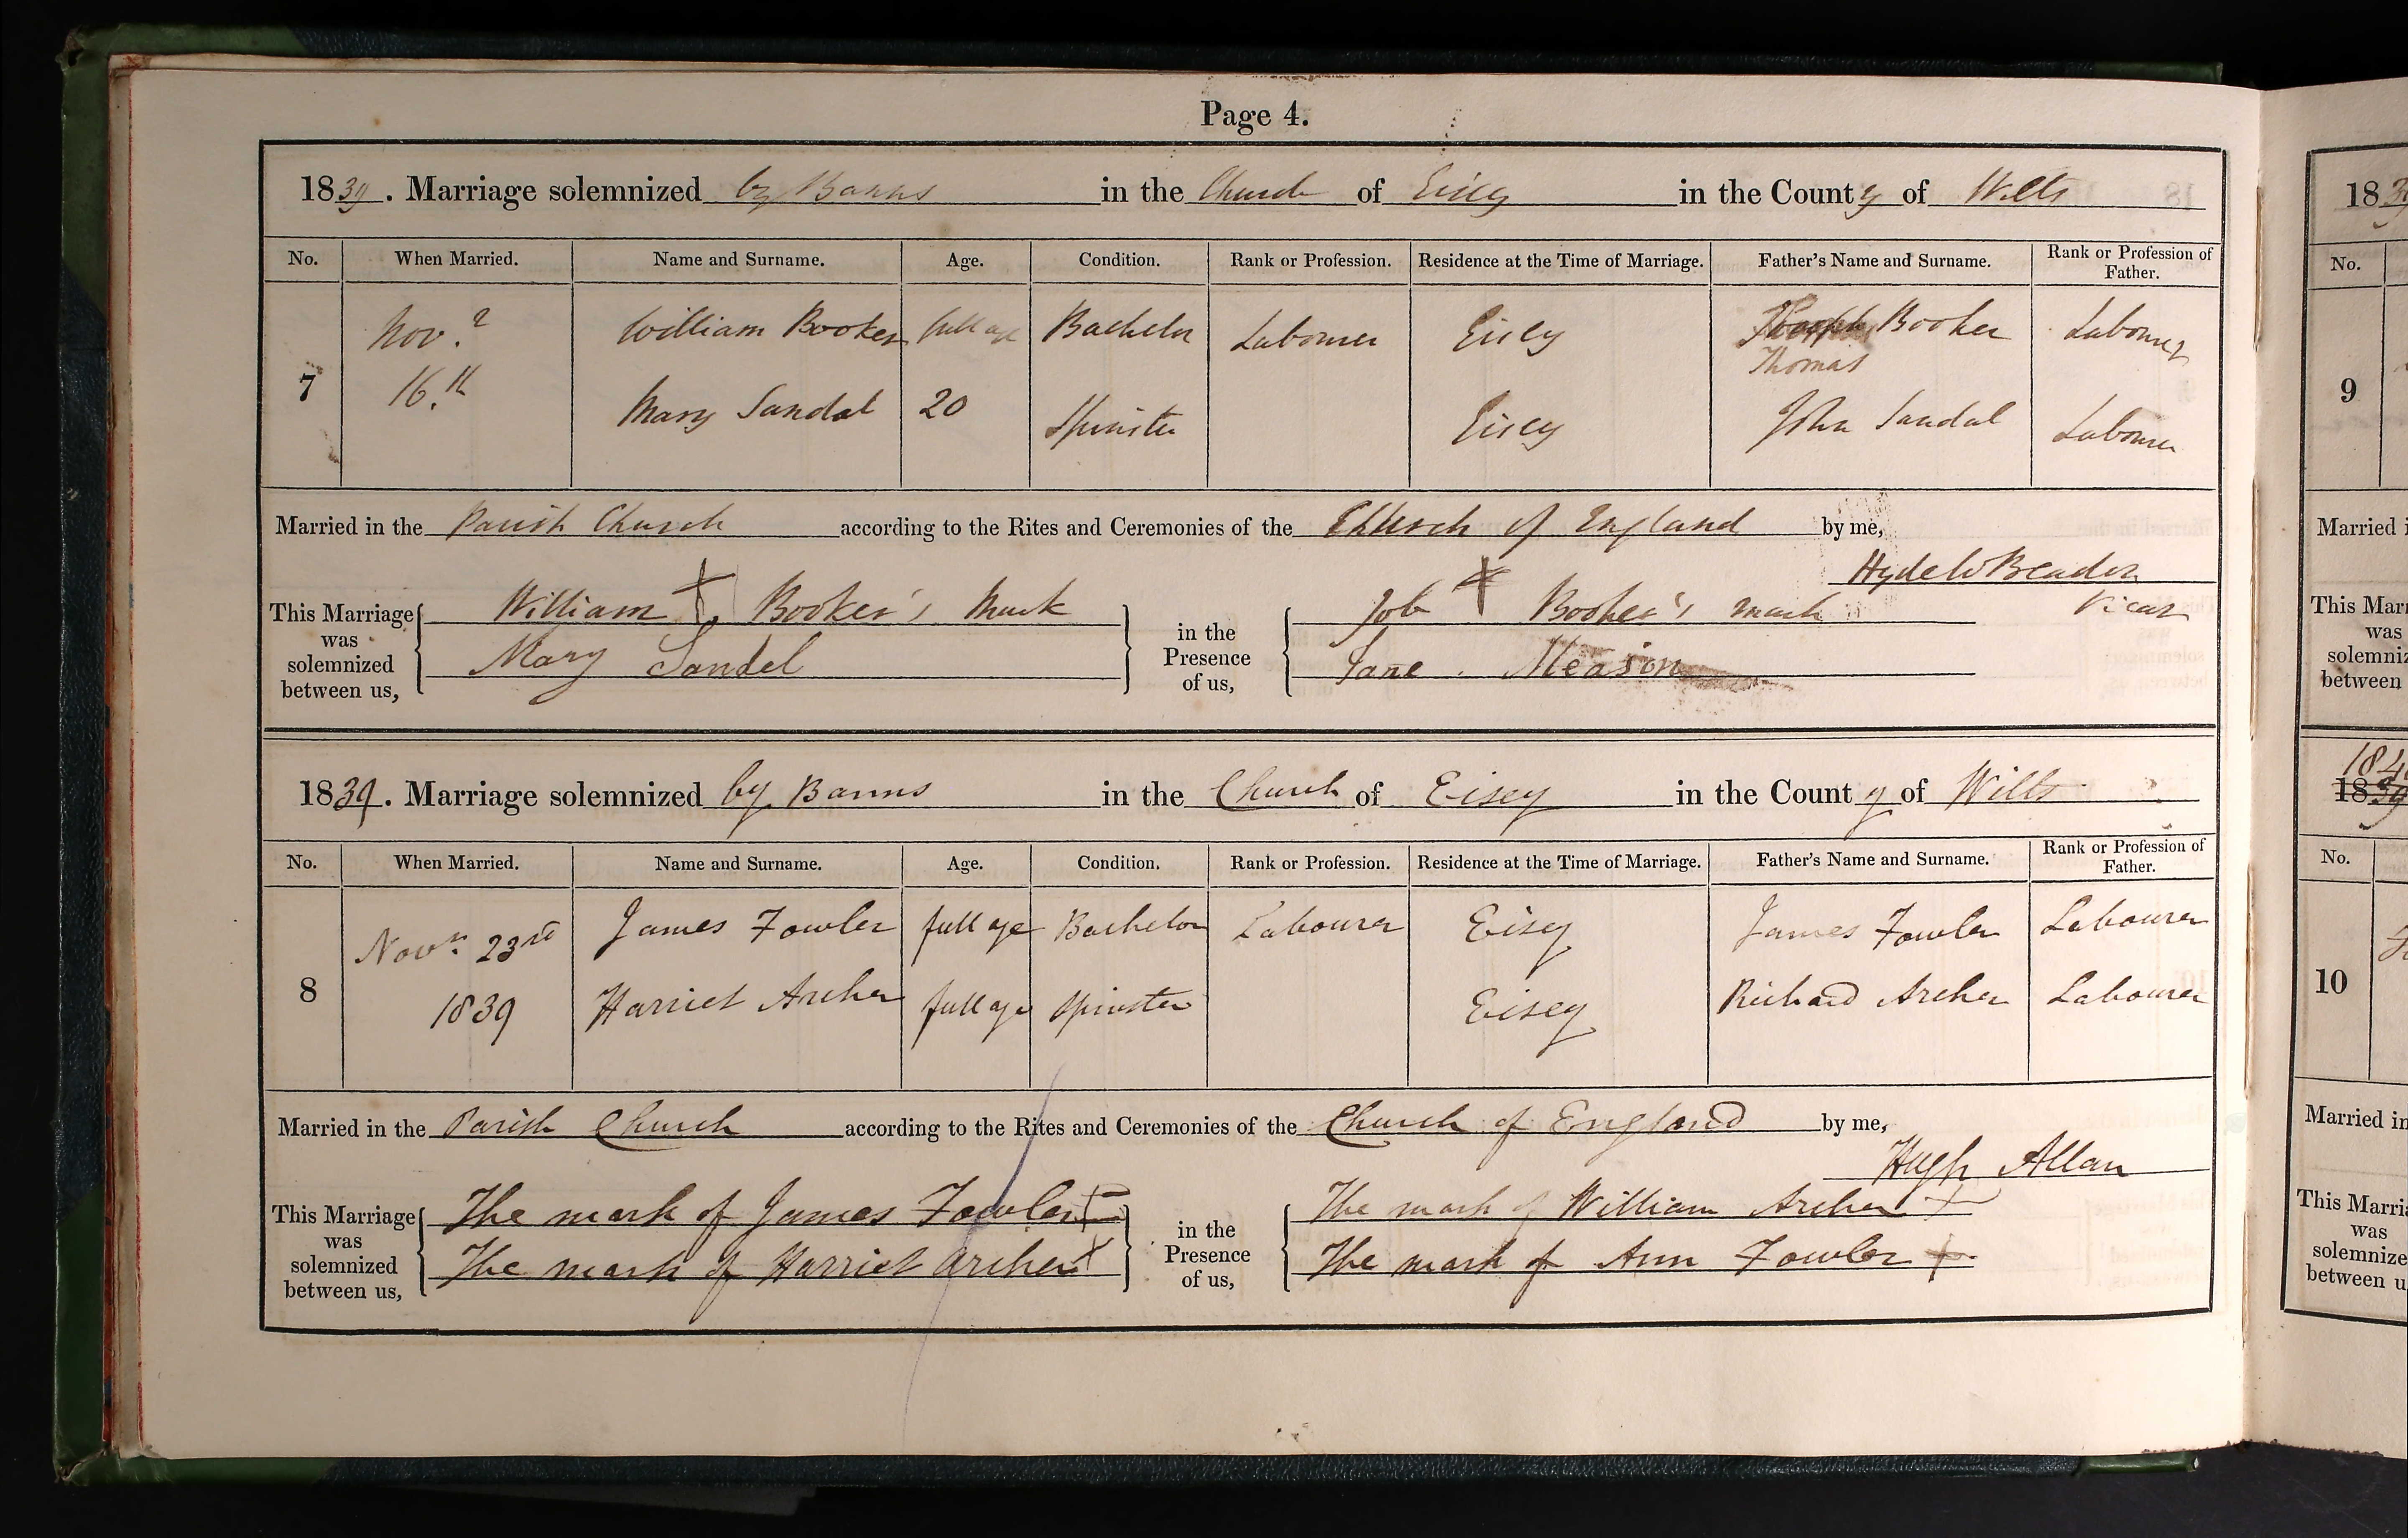 Page 4.
1839. Marriage solemnized by Banns in the Church of Eisey in the County of Wilts
No. When Married. Name and Surname. Age. Condition. Rank or Profession. Residence at the Time of Marriage. Father's Name and Surname. Rank or Profession of Father.
Nov.r William Booker full age Bachelor Labourer Eisey Booker Labourer
Thomas
7 16.th Mary Sandal 20 Spinster Eisey John Sandal Labourer
Married in the Parish Church according to the Rites and Ceremonies of the Church of England by me,
Hyde W Beadon
Vicar
This Marriage was solemnized between us,
William X Booker's Mark
Mary Sandel
in the Presence of us,
Job X Booker's mark
Jane Meason
1839. Marriage solemnized by Banns in the Church of Eisey in the County of Wilts
No. When Married. Name and Surname. Age. Condition. Rank or Profession. Residence at the Time of Marriage. Father's Name and Surname. Rank or Profession of Father.
Novr. 23rd James Fowler full age Bachelor Labourer Eisey James Fowler Labourer
8 1839 Harriet Archer full age Spinster Eisey Richard Archer Labourer
Married in the Parish Church according to the Rites and Ceremonies of the Church of England by me,
Hugh Allan
This Marriage was solemnized between us,
The mark of James Fowler X
The mark of Harriet Archer X
in the Presence of us,
The mark of William Archer X
The mark of Ann Fowler X
18
No.
9
Married
This
was
between
No.
10
Married in
This
was
between u